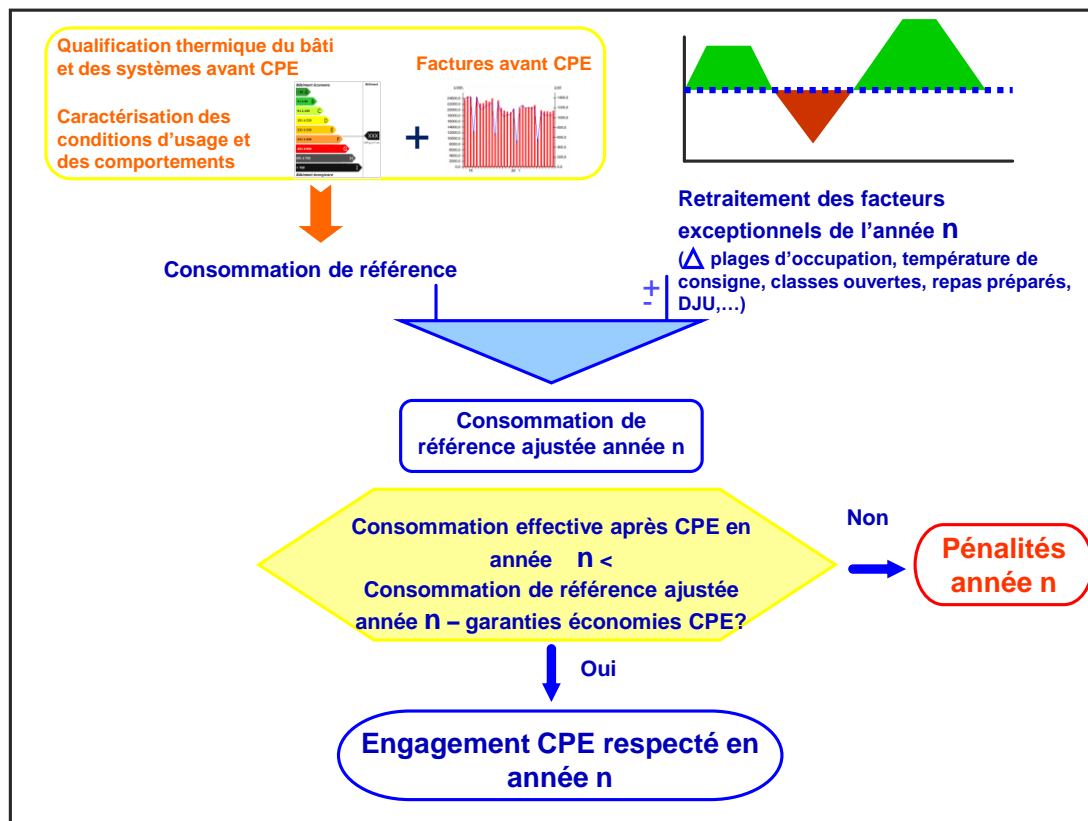 Qualification thermique du bâti
et des systèmes avant CPE
Caractérisation des
conditions d'usage et
des comportements
+
Factures avant CPE
XXX
Consommation de référence
Retraitement des facteurs
exceptionnels de l'année n
(Δ plages d'occupation, température de
consigne, classes ouvertes, repas préparés,
DJU,…)
+
-
Consommation de
référence ajustée année n
Consommation effective après CPE en
année n <
Consommation de référence ajustée
année n – garanties économies CPE?
Non
Pénalités
année n
Oui
Engagement CPE respecté en
année n